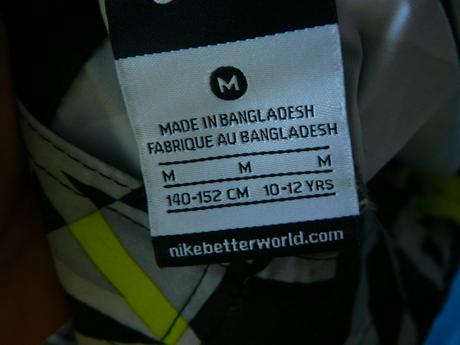 M
MADE IN BANGLADESH
FABRIQUE AU BANGLADESH
M M M
140-152 CM 10-12 YRS
nikebetterworld.com